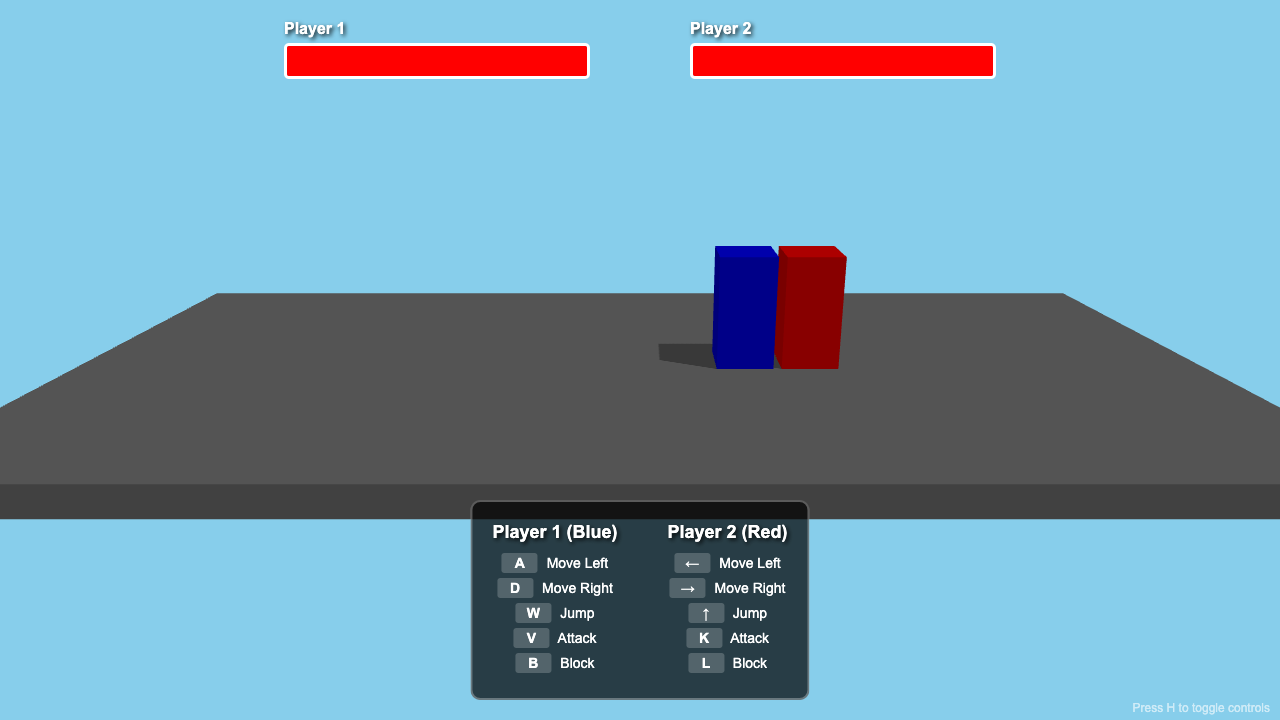 Player 1
Player 2
Player 1 (Blue)
A Move Left
D Move Right
W Jump
V Attack
B Block
Player 2 (Red)
← Move Left
→ Move Right
↑ Jump
K Attack
L Block
Press H to toggle controls